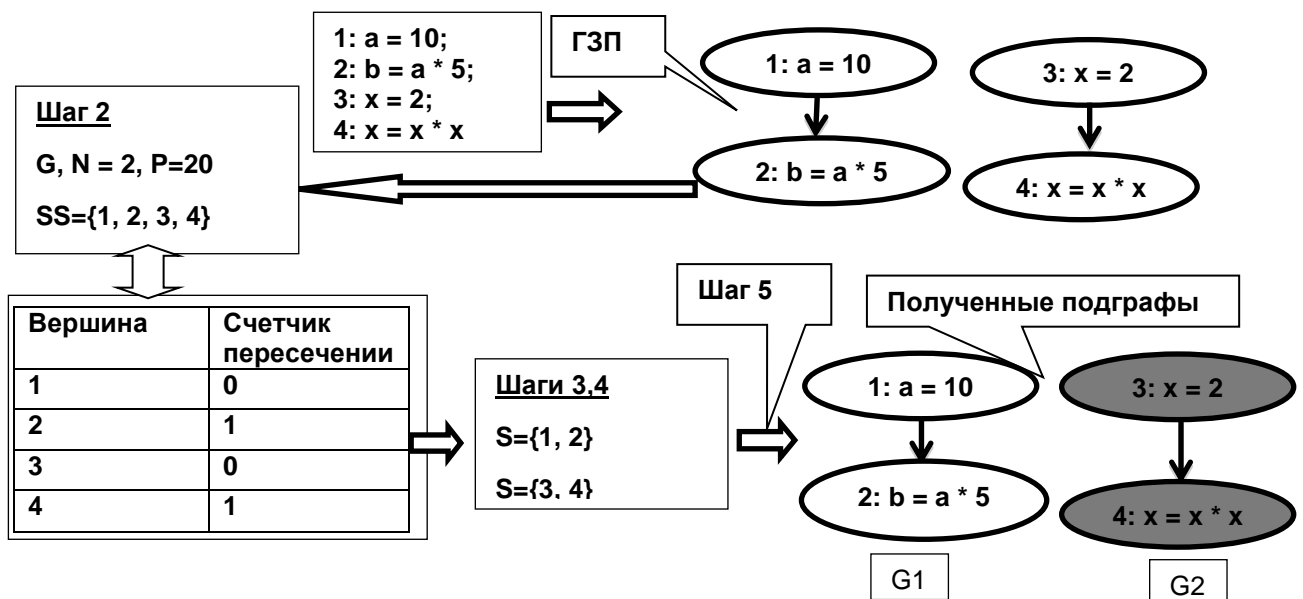 1: a = 10;
2: b = a * 5;
3: x = 2;
4: x = x * x
ГЗП
1: a = 10
2: b = a * 5
3: x = 2
4: x = x * x
Шаг 2
G, N = 2, P=20
SS={1, 2, 3, 4}
Вершина
Счетчик
пересечении
1
0
2
1
3
0
4
1
Шаги 3,4
S={1, 2}
S={3, 4}
Шаг 5
Полученные подграфы
1: a = 10
2: b = a * 5
G1
3: x = 2
4: x = x * x
G2